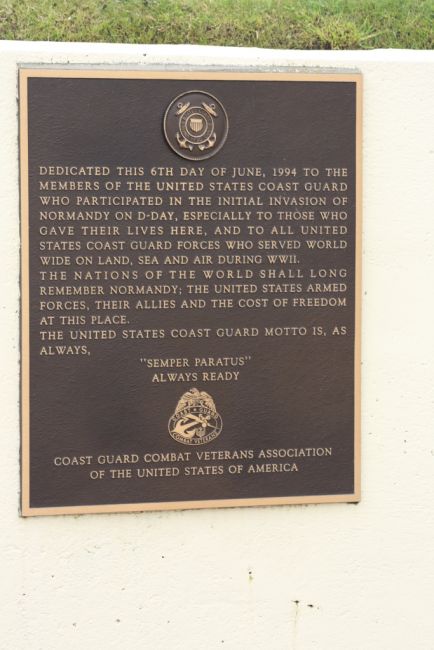 DEDICATED THIS 6TH DAY OF JUNE, 1994 TO THE
MEMBERS OF THE UNITED STATES COAST GUARD
WHO PARTICIPATED IN THE INITIAL INVASION OF
NORMANDY ON D-DAY, ESPECIALLY TO THOSE WHO
GAVE THEIR LIVES HERE, AND TO ALL UNITED
STATES COAST GUARD FORCES WHO SERVED WORLD
WIDE ON LAND, SEA AND AIR DURING WWII.
THE NATIONS OF THE WORLD SHALL LONG
REMEMBER NORMANDY; THE UNITED STATES ARMED
FORCES, THEIR ALLIES AND THE COST OF FREEDOM
AT THIS PLACE.
THE UNITED STATES COAST GUARD MOTTO IS, AS
ALWAYS,
"SEMPER PARATUS"
ALWAYS READY
COAST GUARD
COMBAT VETERANS
COAST GUARD COMBAT VETERANS ASSOCIATION
OF THE UNITED STATES OF AMERICA